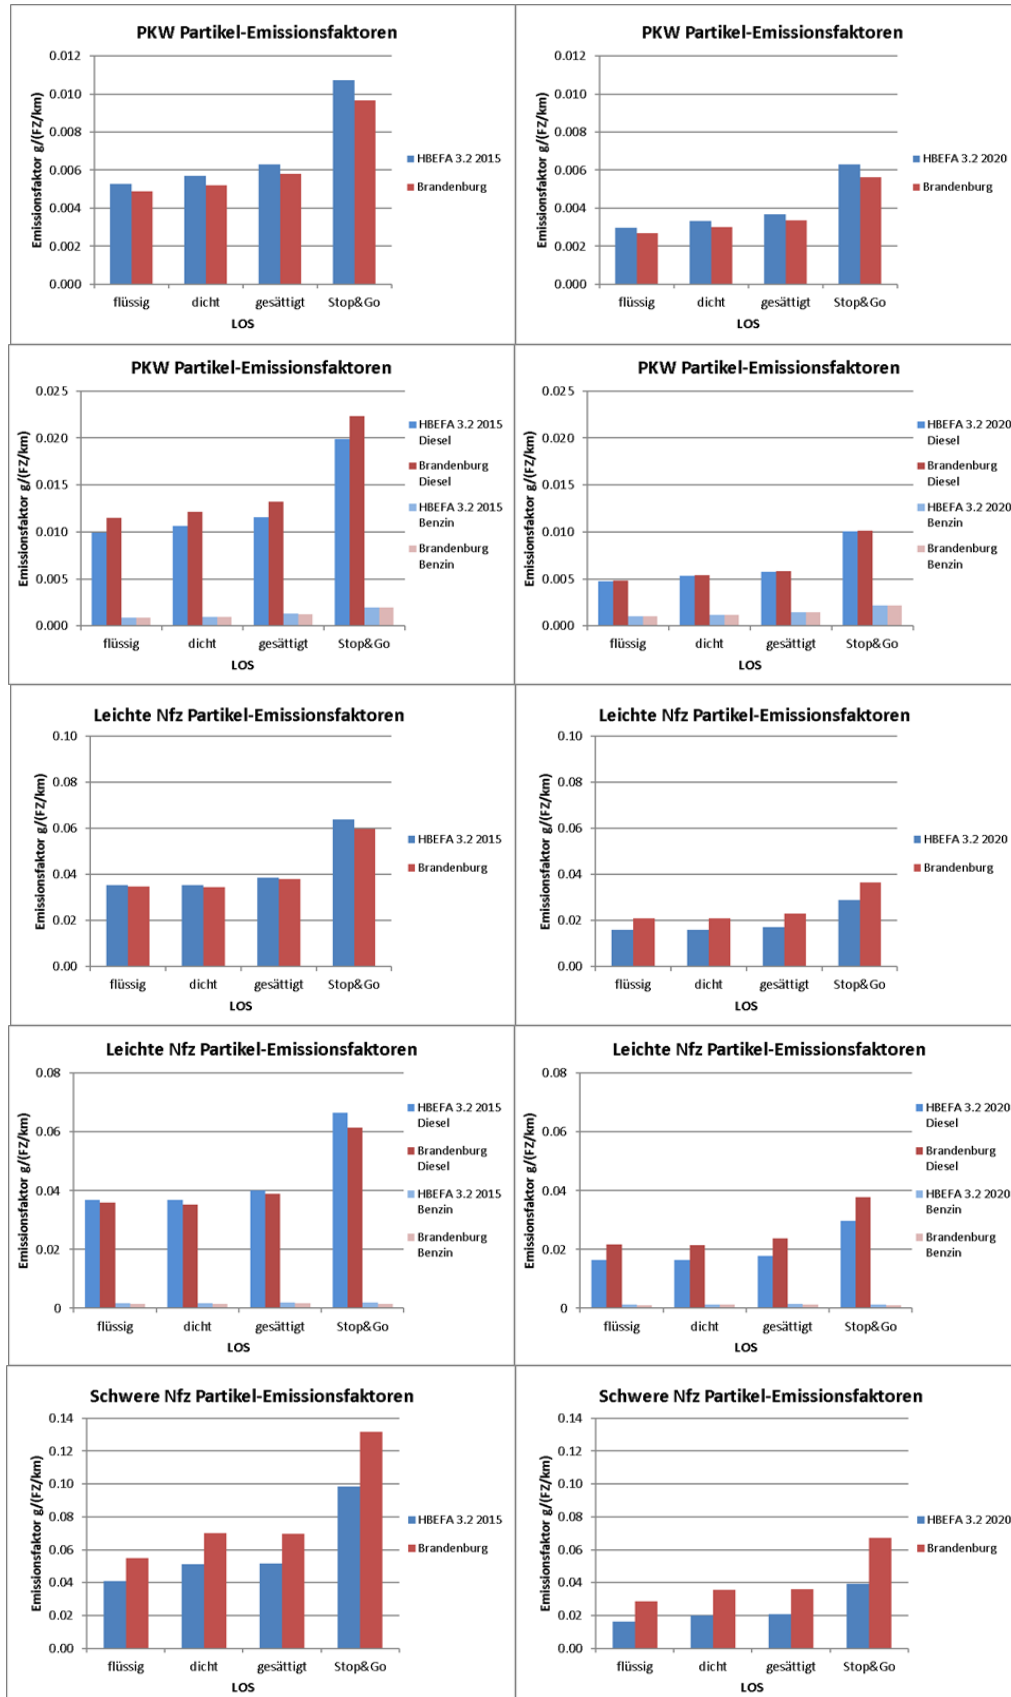 PKW Partikel-Emissionsfaktoren
Emissionsfaktor g/(FZ/km)
0.012
0.010
0.008
0.006
0.004
0.002
0.000
flüssig dicht gesättigt Stop&Go
LOS
HBEFA 3.2 2015
Brandenburg
PKW Partikel-Emissionsfaktoren
Emissionsfaktor g/(FZ/km)
0.012
0.010
0.008
0.006
0.004
0.002
0.000
flüssig dicht gesättigt Stop&Go
LOS
HBEFA 3.2 2020
Brandenburg
PKW Partikel-Emissionsfaktoren
Emissionsfaktor g/(FZ/km)
0.025
0.020
0.015
0.010
0.005
0.000
flüssig dicht gesättigt Stop&Go
LOS
HBEFA 3.2 2015
Diesel
Brandenburg
Diesel
HBEFA 3.2 2015
Benzin
Brandenburg
Benzin
PKW Partikel-Emissionsfaktoren
Emissionsfaktor g/(FZ/km)
0.025
0.020
0.015
0.010
0.005
0.000
flüssig dicht gesättigt Stop&Go
LOS
HBEFA 3.2 2020
Diesel
Brandenburg
Diesel
HBEFA 3.2 2020
Benzin
Brandenburg
Benzin
Leichte Nfz Partikel-Emissionsfaktoren
Emissionsfaktor g/(FZ/km)
0.10
0.08
0.06
0.04
0.02
0.00
flüssig dicht gesättigt Stop&Go
LOS
HBEFA 3.2 2015
Brandenburg
Leichte Nfz Partikel-Emissionsfaktoren
Emissionsfaktor g/(FZ/km)
0.10
0.08
0.06
0.04
0.02
0.00
flüssig dicht gesättigt Stop&Go
LOS
HBEFA 3.2 2020
Brandenburg
Leichte Nfz Partikel-Emissionsfaktoren
Emissionsfaktor g/(FZ/km)
0.08
0.06
0.04
0.02
0
flüssig dicht gesättigt Stop&Go
LOS
HBEFA 3.2 2015
Diesel
Brandenburg
Diesel
HBEFA 3.2 2015
Benzin
Brandenburg
Benzin
Leichte Nfz Partikel-Emissionsfaktoren
Emissionsfaktor g/(FZ/km)
0.08
0.06
0.04
0.02
0
flüssig dicht gesättigt Stop&Go
LOS
HBEFA 3.2 2020
Diesel
Brandenburg
Diesel
HBEFA 3.2 2020
Benzin
Brandenburg
Benzin
Schwere Nfz Partikel-Emissionsfaktoren
Emissionsfaktor g/(FZ/km)
0.14
0.12
0.10
0.08
0.06
0.04
0.02
0.00
flüssig dicht gesättigt Stop&Go
LOS
HBEFA 3.2 2015
Brandenburg
Schwere Nfz Partikel-Emissionsfaktoren
Emissionsfaktor g/(FZ/km)
0.14
0.12
0.10
0.08
0.06
0.04
0.02
0.00
flüssig dicht gesättigt Stop&Go
LOS
HBEFA 3.2 2020
Brandenburg